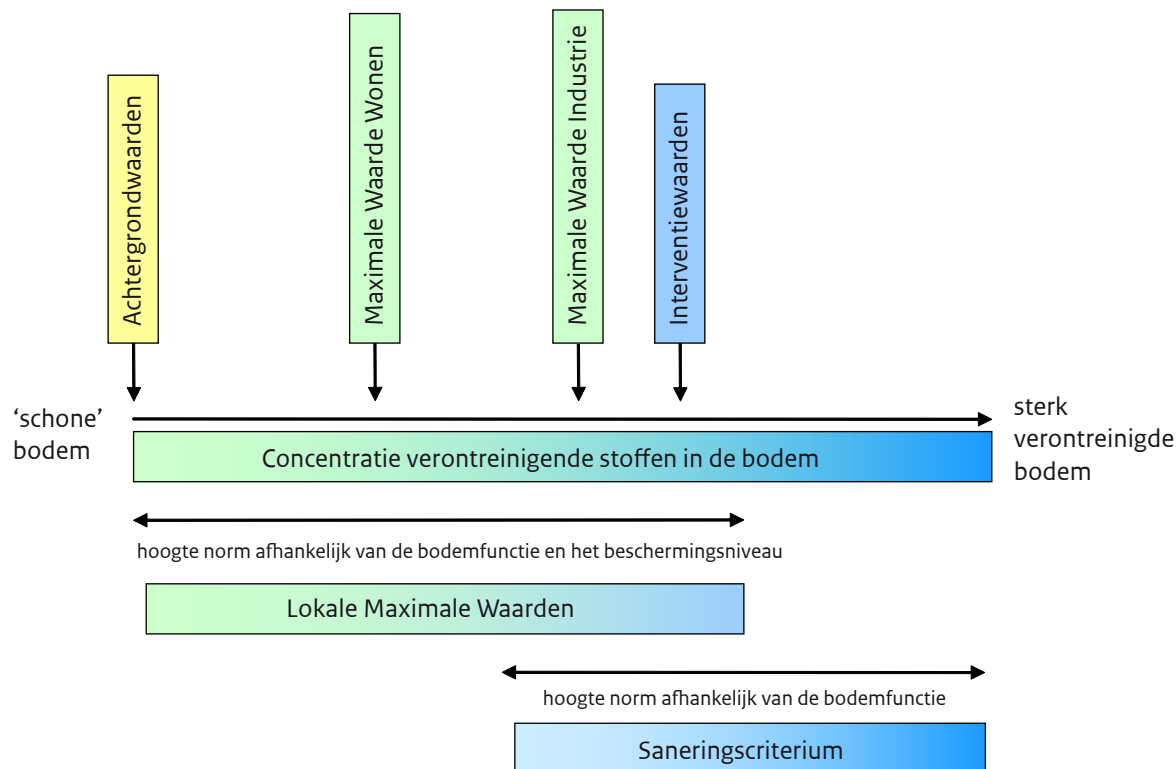 Achtergrondwaarden
Maximale Waarde Wonen
Maximale Waarde Industrie
Interventiewaarden
‘schone’
bodem
sterk
verontreinigde
bodem
Concentratie verontreinigende stoffen in de bodem
hoogte norm afhankelijk van de bodemfunctie en het beschermingsniveau
Lokale Maximale Waarden
hoogte norm afhankelijk van de bodemfunctie
Saneringscriterium